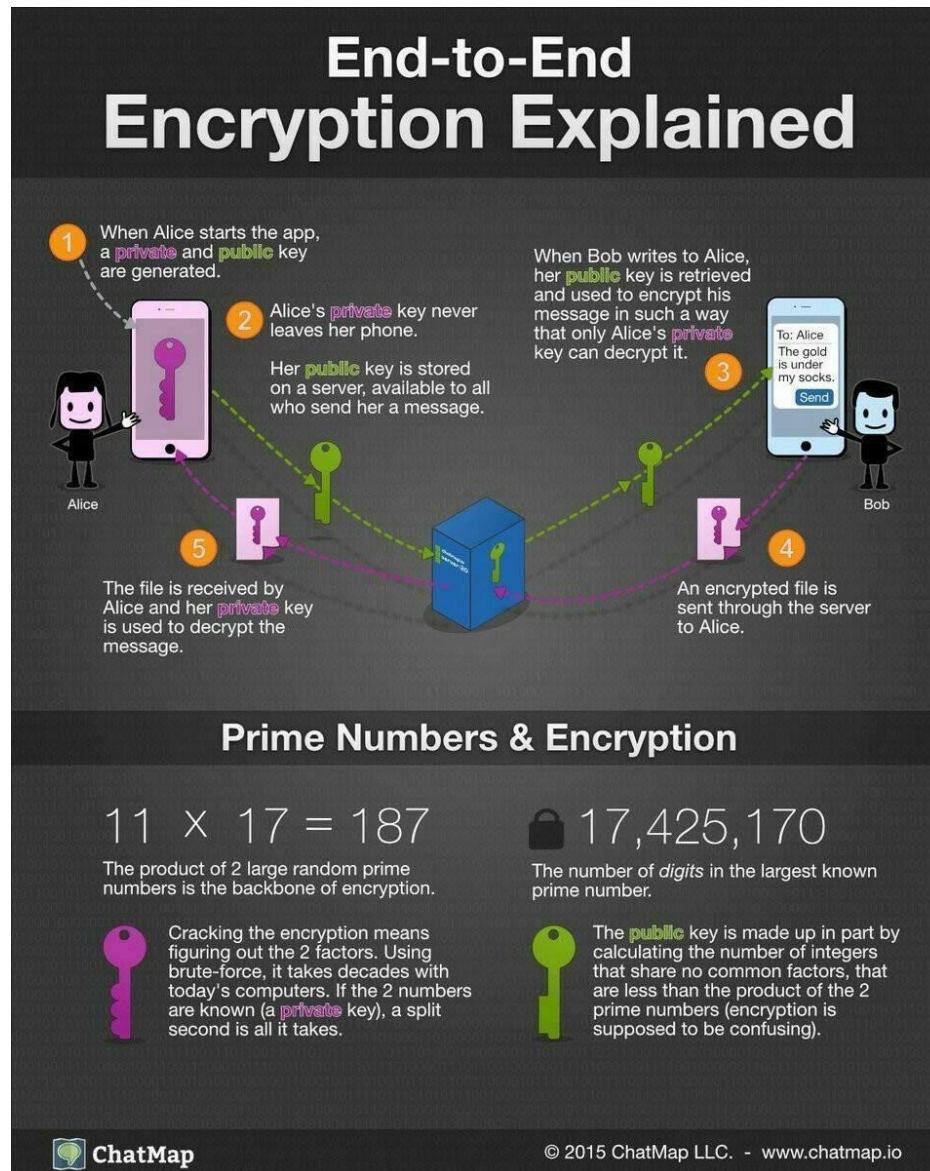 End-to-End
Encryption Explained
1
When Alice starts the app,
a private and public key
are generated.
2
Alice's private key never
leaves her phone.
Her public key is stored
on a server, available to all
who send her a message.
When Bob writes to Alice,
her public key is retrieved
and used to encrypt his
message in such a way
that only Alice's private
key can decrypt it.
3
To: Alice
The gold
is under
my socks.
Send
Alice
Bob
4
An encrypted file is
sent through the server
to Alice.
5
The file is received by
Alice and her private key
is used to decrypt the
message.
Prime Numbers & Encryption
11 x 17 = 187
The product of 2 large random prime
numbers is the backbone of encryption.
Cracking the encryption means
figuring out the 2 factors. Using
brute-force, it takes decades with
today's computers. If the 2 numbers
are known (a private key), a split
second is all it takes.
17,425,170
The number of digits in the largest known
prime number.
The public key is made up in part by
calculating the number of integers
that share no common factors, that
are less than the product of the 2
prime numbers (encryption is
supposed to be confusing).
ChatMap
© 2015 ChatMap LLC. - www.chatmap.io